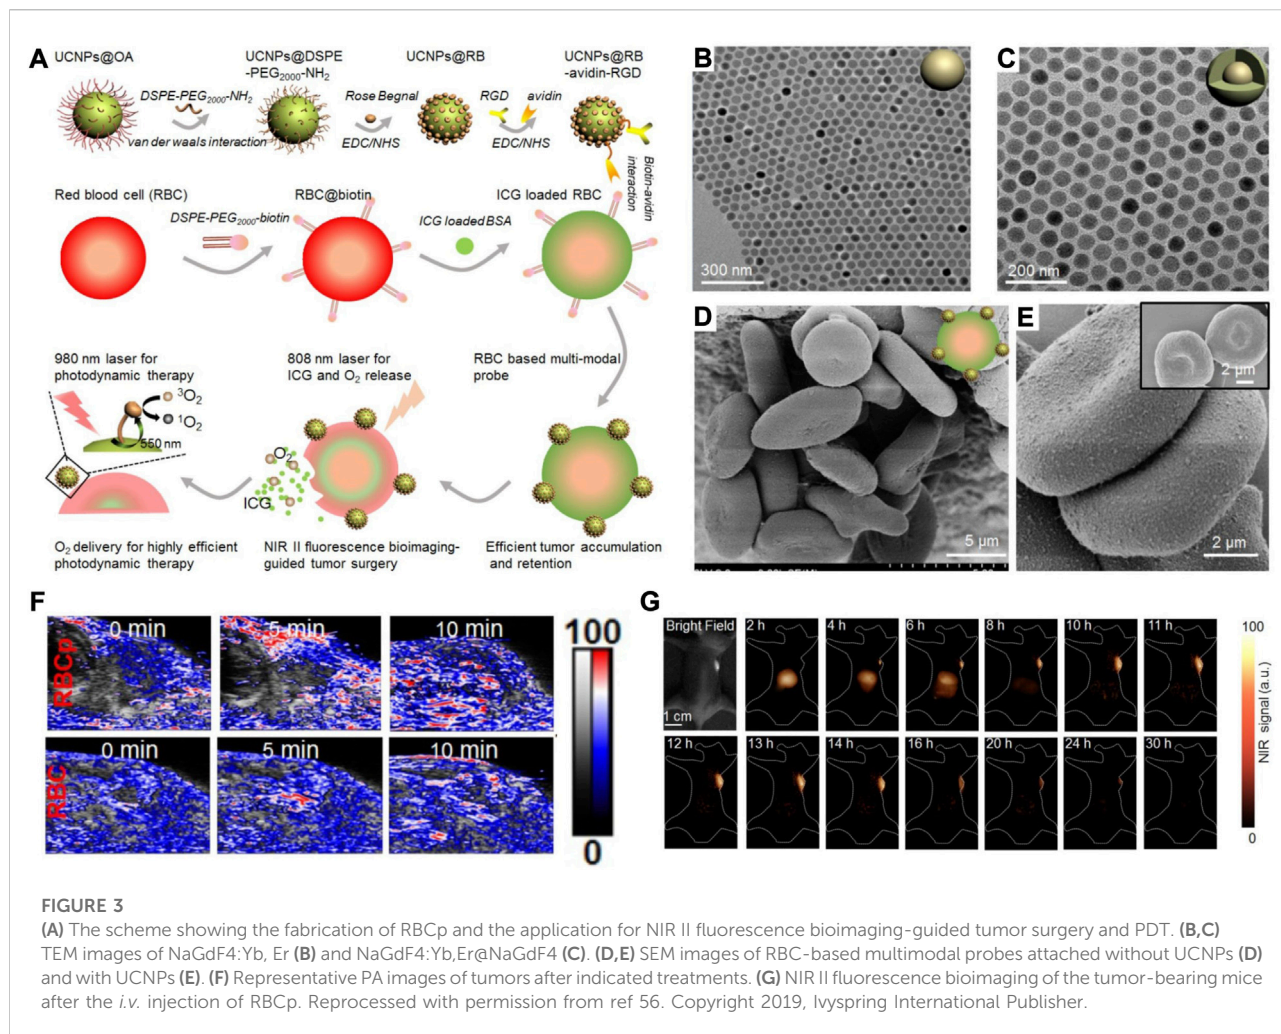 A
UCNPs@OA
UCNPs@DSPE
-PEG2000-NH2
UCNPs@RB
UCNPs@RB
-avidin-RGD
DSPE-PEG2000-NH2
van der waals interaction
Rose Begnal
EDC/NHS
RGD
avidin
EDC/NHS
Biotin-avidin
interaction
Red blood cell (RBC)
RBC@biotin
ICG loaded RBC
DSPE-PEG2000-biotin
ICG loaded BSA
980 nm laser for
photodynamic therapy
808 nm laser for
ICG and O2 release
RBC based multi-modal
probe
3O2
1O2
550 nm
O2
ICG
O2 delivery for highly efficient
photodynamic therapy
NIR II fluorescence bioimaging-
guided tumor surgery
Efficient tumor accumulation
and retention
B
300 nm
C
200 nm
D
5 µm
E
2 µm
2 µm
F
RBCp
0 min
5 min
10 min
RBC
0 min
5 min
10 min
100
0
G
Bright Field
1 cm
2 h
4 h
6 h
8 h
10 h
11 h
12 h
13 h
14 h
16 h
20 h
24 h
30 h
100
NIR signal (a.u.)
0
FIGURE 3
(A) The scheme showing the fabrication of RBCp and the application for NIR II fluorescence bioimaging-guided tumor surgery and PDT. (B,C)
TEM images of NaGdF4:Yb, Er (B) and NaGdF4:Yb,Er@NaGdF4 (C). (D,E) SEM images of RBC-based multimodal probes attached without UCNPs (D)
and with UCNPs (E). (F) Representative PA images of tumors after indicated treatments. (G) NIR II fluorescence bioimaging of the tumor-bearing mice
after the i.v. injection of RBCp. Reprocessed with permission from ref 56. Copyright 2019, Ivyspring International Publisher.